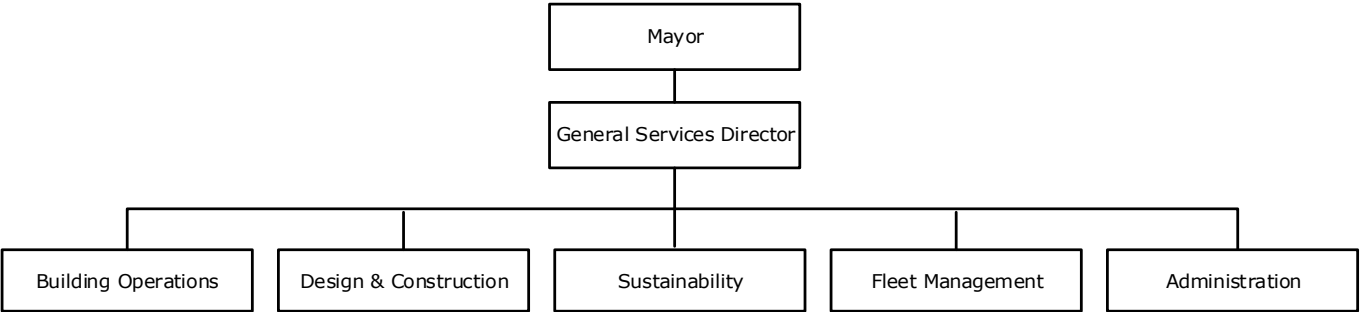 Mayor
General Services Director
Building Operations
Design & Construction
Sustainability
Fleet Management
Administration